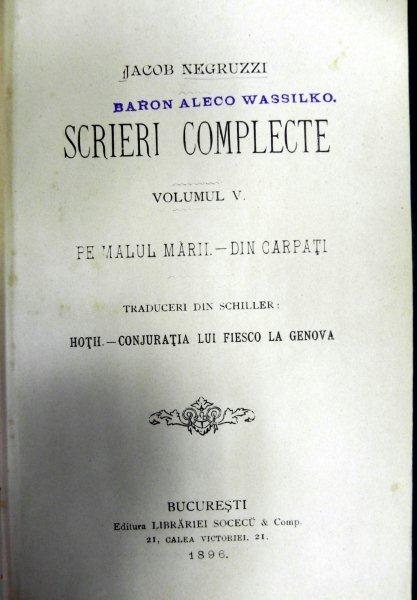 JACOB NEGRUZZI
BARON ALECO WASSILKO.
SCRIERI COMPLECTE
VOLUMUL V.
PE MALUL MĂRII.—DIN CARPAȚI
TRADUCERI DIN SCHILLER:
HOȚII.—CONJURAȚIA LUI FIESCO LA GENOVA
BUCUREȘTI
Editura LIBRĂRIEI SOCECŬ & Comp.
21, CALEA VICTORIEI, 21.
1896.